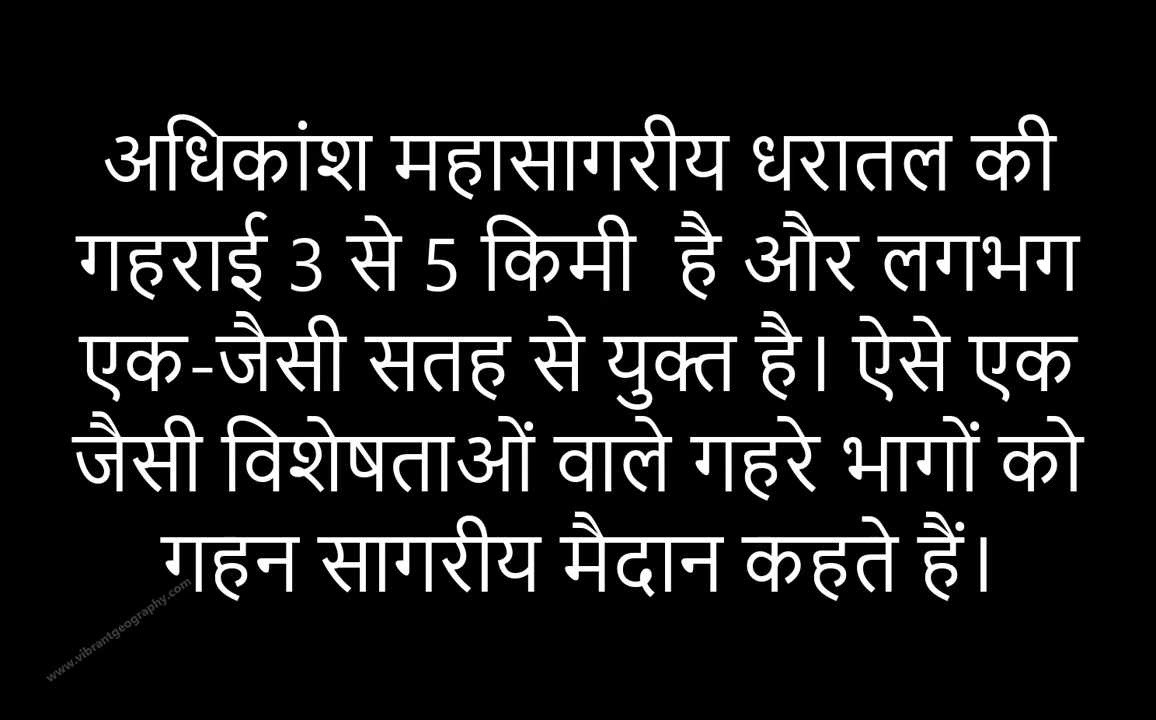 अधिकांश महासागरीय धरातल की
गहराई 3 से 5 किमी  है और लगभग
एक-जैसी सतह से युक्त है। ऐसे एक
जैसी विशेषताओं वाले गहरे भागों को
गहन सागरीय मैदान कहते हैं।
www.vibrantgeography.com